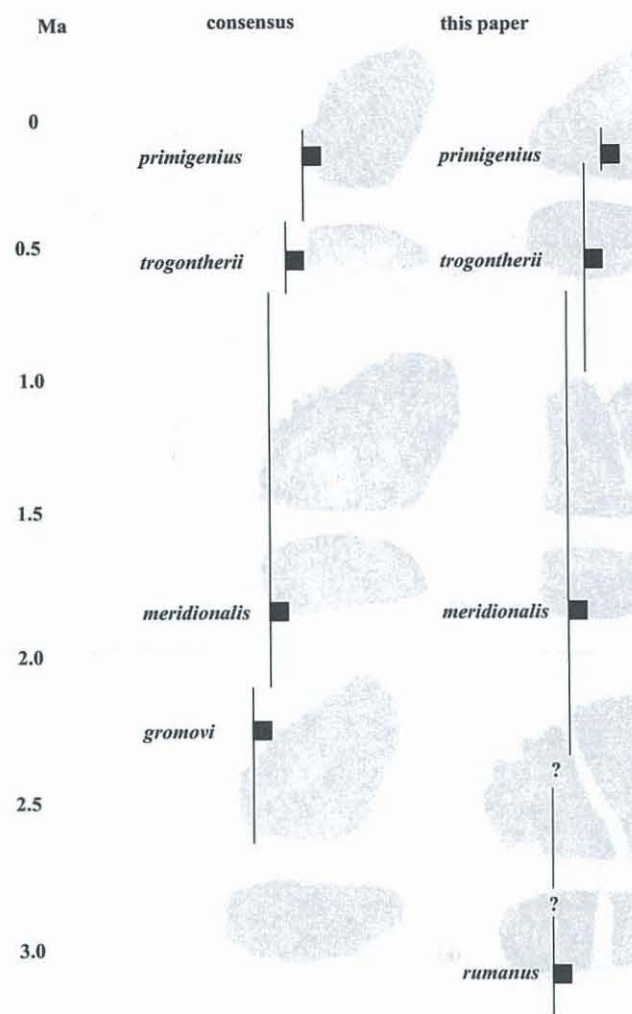 Ma consensus this paper
0
primigenius primigenius
0.5
trogontherii trogontherii
1.0
1.5
meridionalis meridionalis
2.0
gromovi
?
2.5
?
3.0
rumanus